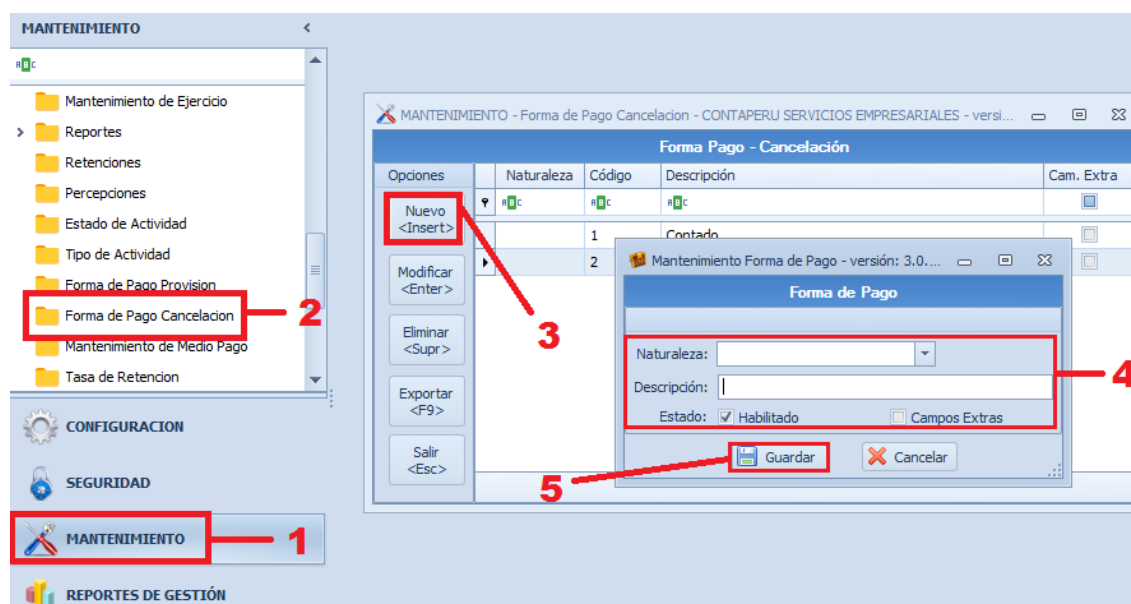 MANTENIMIENTO
Mantenimiento de Ejercicio
Reportes
Retenciones
Percepciones
Estado de Actividad
Tipo de Actividad
Forma de Pago Provision
Forma de Pago Cancelacion
2
Mantenimiento de Medio Pago
Tasa de Retencion
CONFIGURACION
SEGURIDAD
MANTENIMIENTO
1
REPORTES DE GESTIÓN
MANTENIMIENTO - Forma de Pago Cancelacion - CONTAPERU SERVICIOS EMPRESARIALES - versi...
Forma Pago - Cancelación
Opciones Naturaleza Código Descripción Cam. Extra
Nuevo
<Insert>
Modificar
<Enter>
Eliminar
<Supr>
Exportar
<F9>
Salir
<Esc>
3
1 Contado
2
Mantenimiento Forma de Pago - versión: 3.0....
Forma de Pago
Naturaleza:
Descripción:
Estado: Habilitado Campos Extras
4
Guardar Cancelar
5